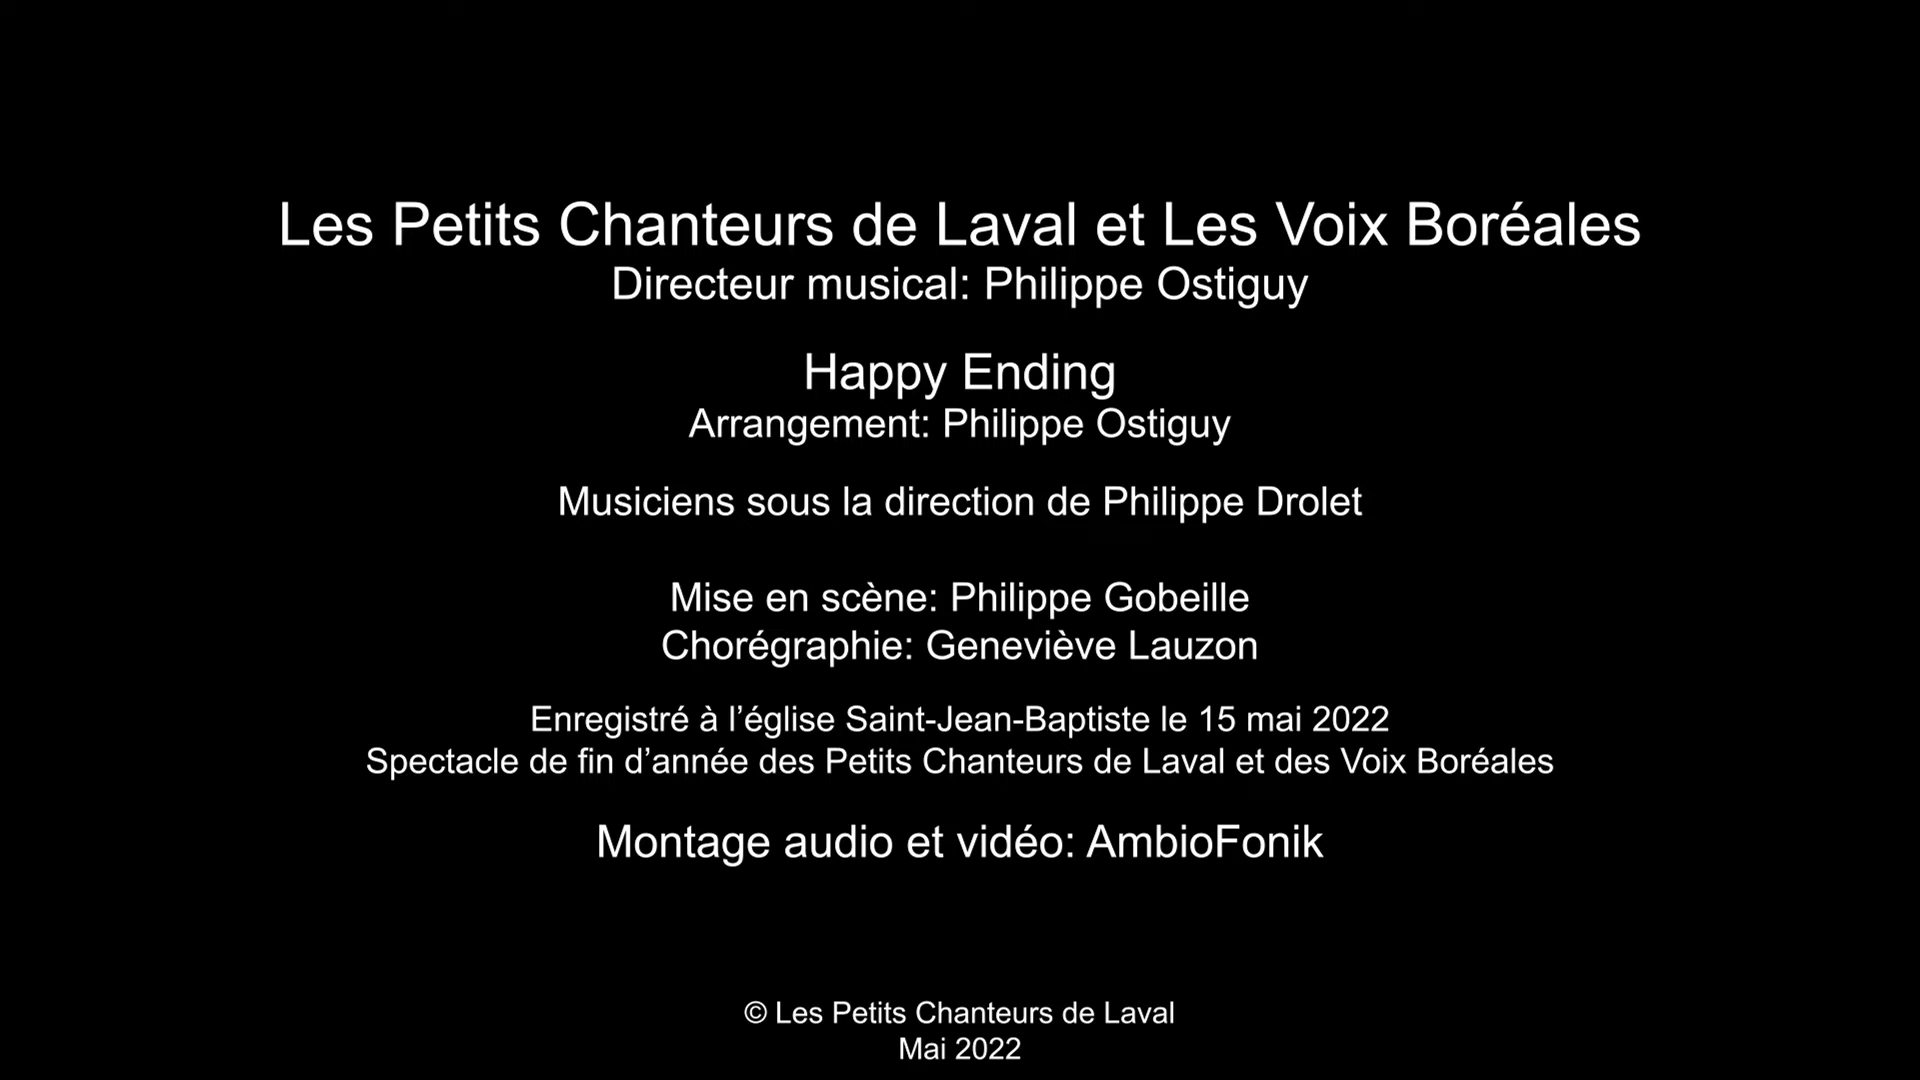 Les Petits Chanteurs de Laval et Les Voix Boréales
Directeur musical: Philippe Ostiguy
Happy Ending
Arrangement: Philippe Ostiguy
Musiciens sous la direction de Philippe Drolet
Mise en scène: Philippe Gobeille
Chorégraphie: Geneviève Lauzon
Enregistré à l’église Saint-Jean-Baptiste le 15 mai 2022
Spectacle de fin d’année des Petits Chanteurs de Laval et des Voix Boréales
Montage audio et vidéo: AmbioFonik
© Les Petits Chanteurs de Laval
Mai 2022